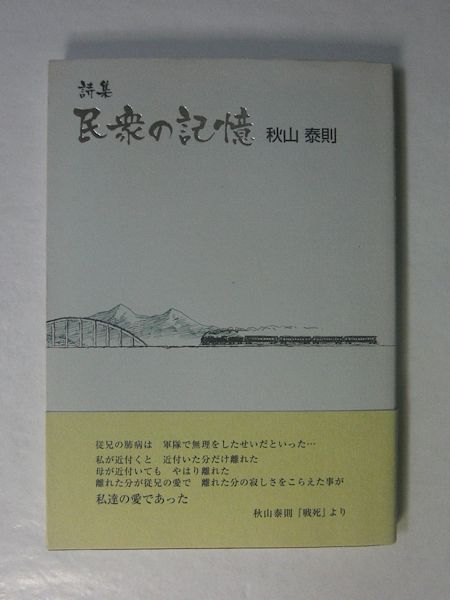 詩集
民衆の記憶 秋山 泰則
従兄の肺病は 軍隊で無理をしたせいだといった…
私が近付くと 近付いた分だけ離れた
母が近付いても やはり離れた
離れた分が従兄の愛で 離れた分の寂しさをこらえた事が
私達の愛であった
秋山泰則「戦死」より